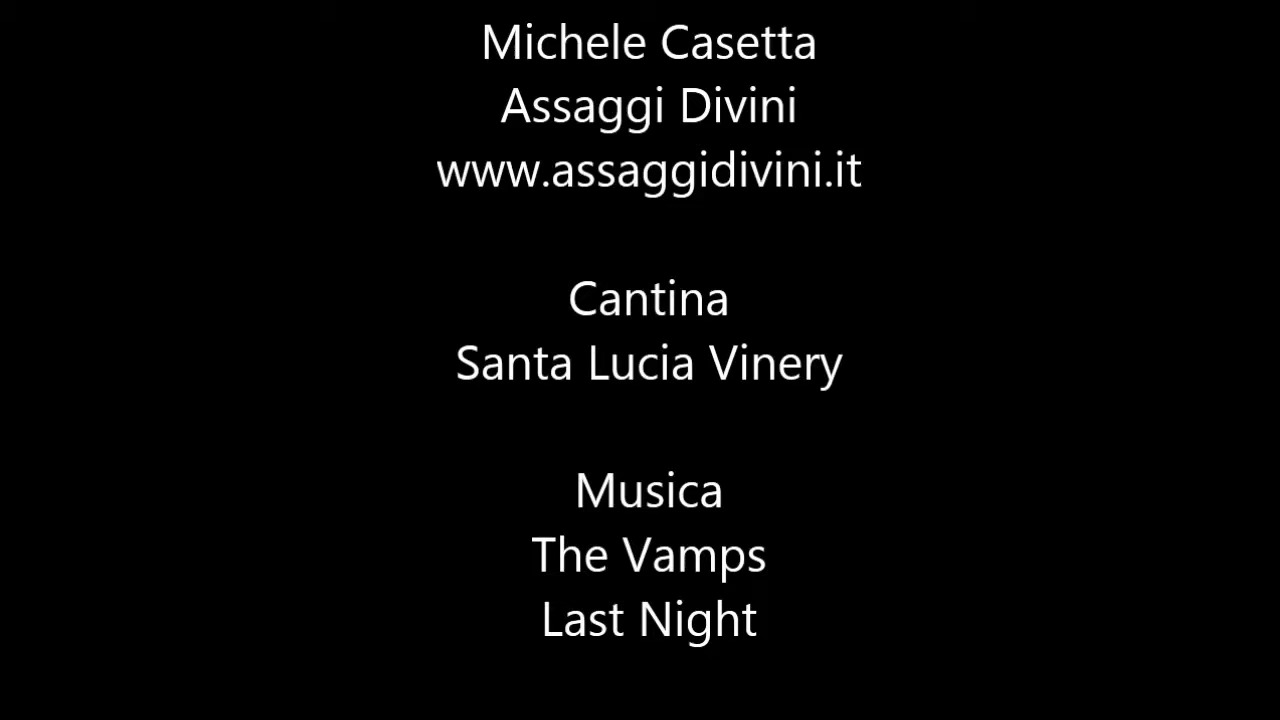 Michele Casetta
Assaggi Divini
www.assaggidivini.it
Cantina
Santa Lucia Vinery
Musica
The Vamps
Last Night